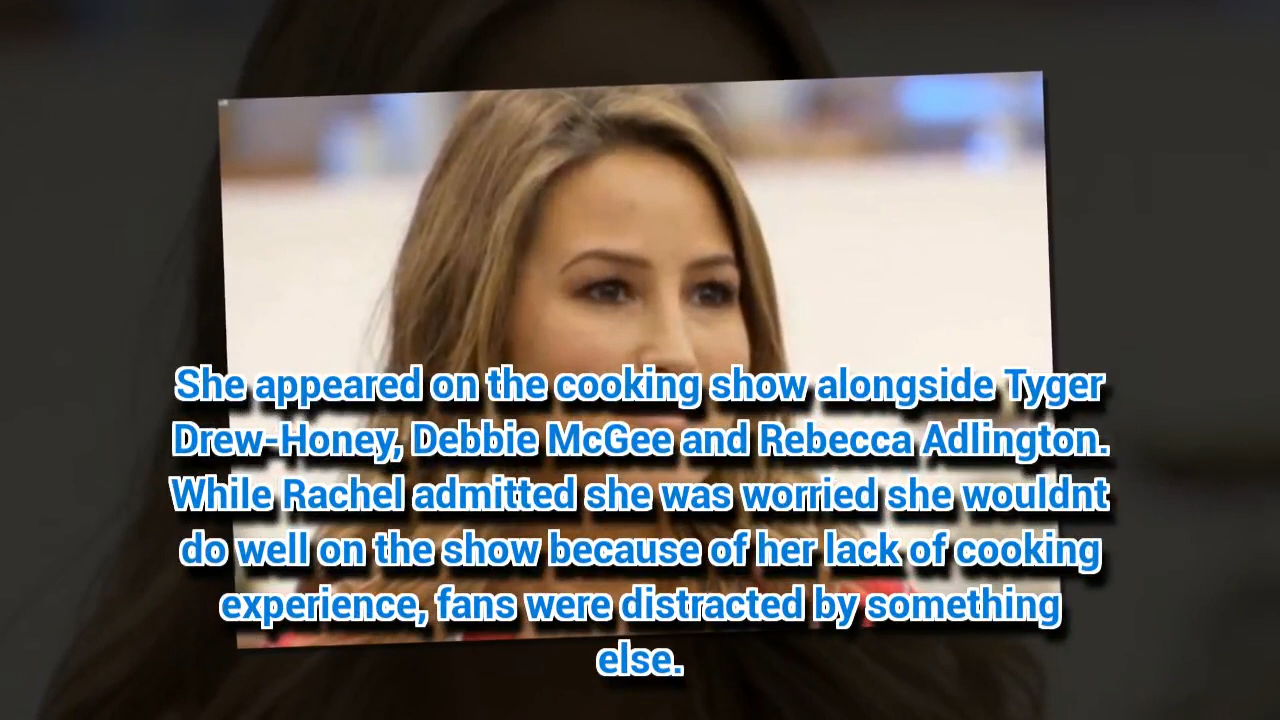 She appeared on the cooking show alongside Tyger
Drew-Honey, Debbie McGee and Rebecca Adlington.
While Rachel admitted she was worried she wouldnt
do well on the show because of her lack of cooking
experience, fans were distracted by something
else.